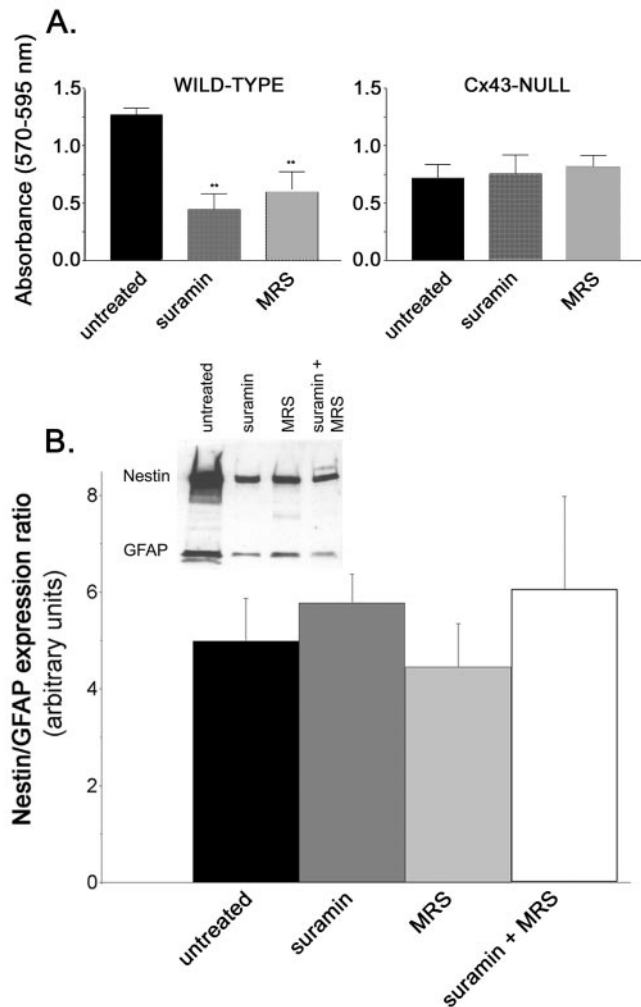 A.
WILD-TYPE
Cx43-NULL
Absorbance (570-595 nm)
1.5
1.0
0.5
0.0
**
**
untreated
suramin
MRS
1.5
1.0
0.5
0.0
untreated
suramin
MRS
B.
untreated
suramin
MRS
suramin +
MRS
Nestin
GFAP
Nestin/GFAP expression ratio
(arbitrary units)
8
6
4
2
0
untreated
suramin
MRS
suramin + MRS